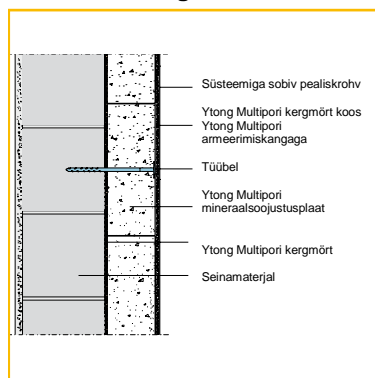 Süsteemiga sobiv pealiskrohv
Ytong Multipori kergmört koos
Ytong Multipori
armeerimiskangaga
Tüübel
Ytong Multipori
mineraalsoojustusplaat
Ytong Multipori kergmört
Seinamaterjal